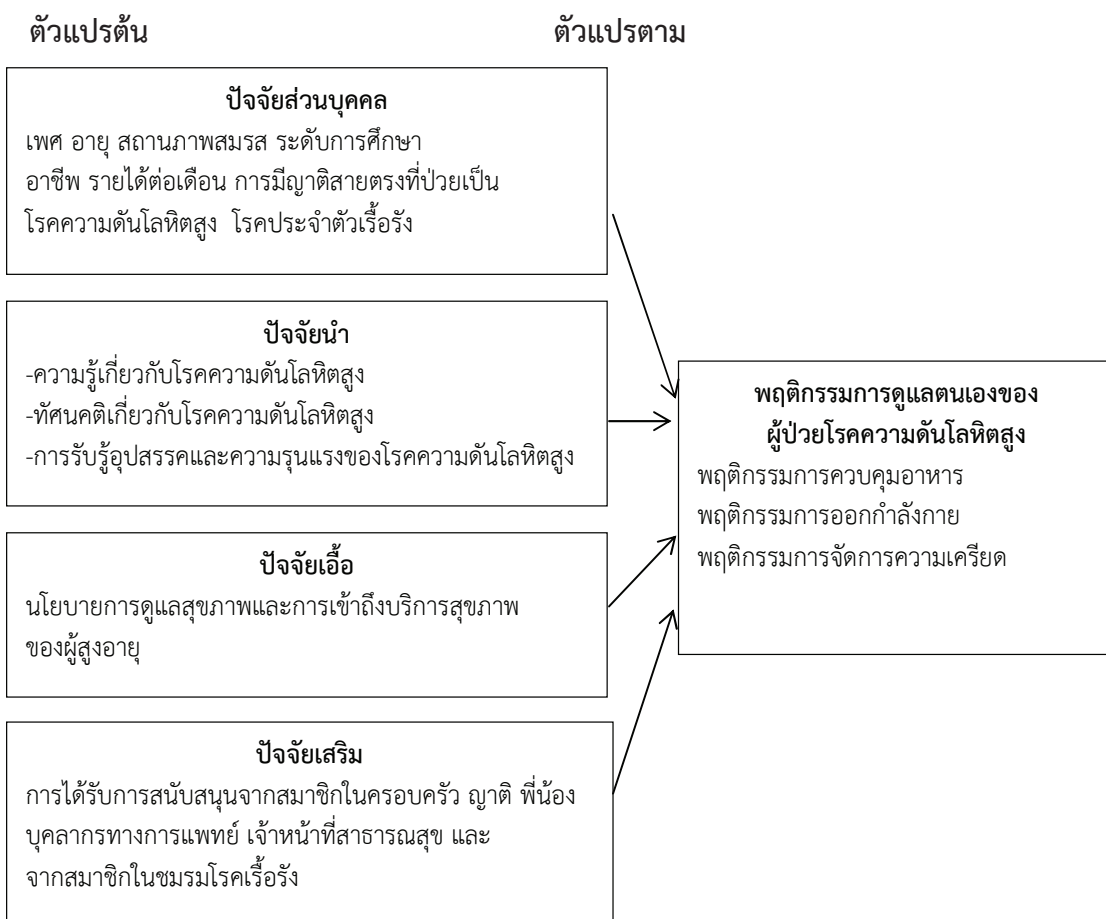 ตัวแปรต้น ตัวแปรตาม
ปัจจัยส่วนบุคคล
เพศ อายุ สถานภาพสมรส ระดับการศึกษา
อาชีพ รายได้ต่อเดือน การมีญาติสายตรงที่ป่วยเป็น
โรคความดันโลหิตสูง โรคประจำตัวเรื้อรัง
ปัจจัยนำ
-ความรู้เกี่ยวกับโรคความดันโลหิตสูง
-ทัศนคติเกี่ยวกับโรคความดันโลหิตสูง
-การรับรู้อุปสรรคและความรุนแรงของโรคความดันโลหิตสูง
ปัจจัยเอื้อ
นโยบายการดูแลสุขภาพและการเข้าถึงบริการสุขภาพ
ของผู้สูงอายุ
ปัจจัยเสริม
การได้รับการสนับสนุนจากสมาชิกในครอบครัว ญาติ พี่น้อง
บุคลากรทางการแพทย์ เจ้าหน้าที่สาธารณสุข และ
จากสมาชิกในชมรมโรคเรื้อรัง
พฤติกรรมการดูแลตนเองของ
ผู้ป่วยโรคความดันโลหิตสูง
พฤติกรรมการควบคุมอาหาร
พฤติกรรมการออกกำลังกาย
พฤติกรรมการจัดการความเครียด